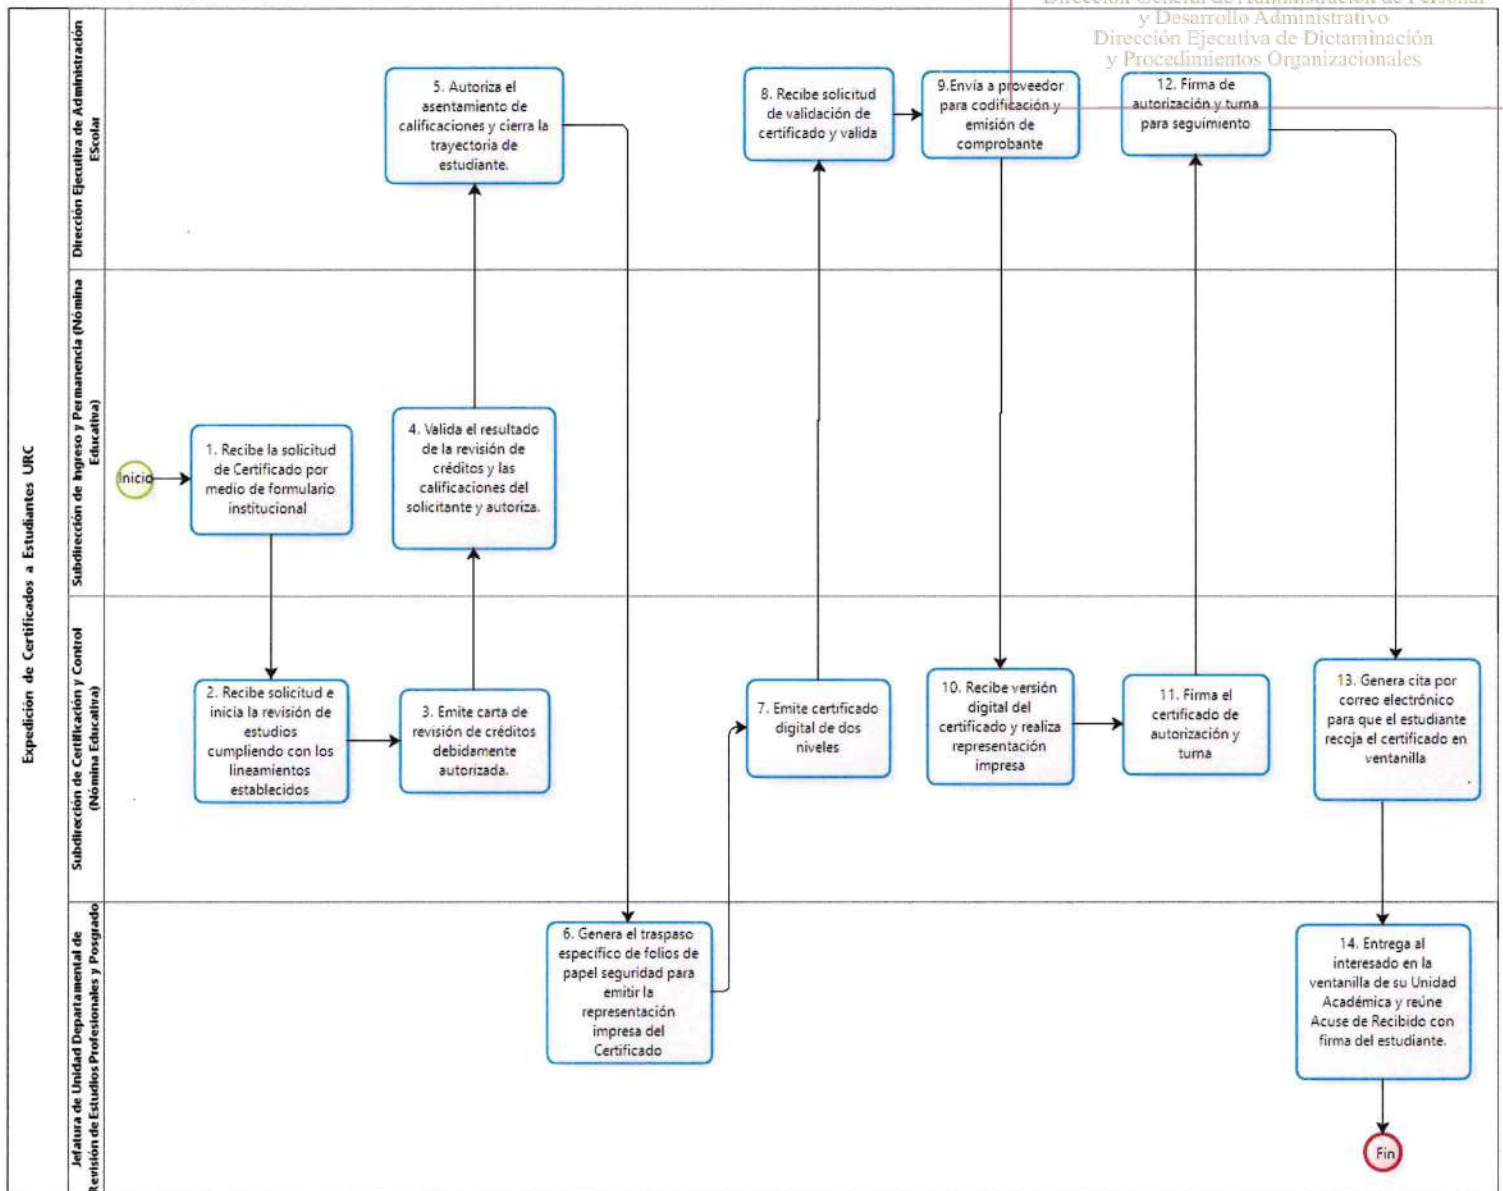 Dirección General de Administración de Personal
y Desarrollo Administrativo
Dirección Ejecutiva de Dictaminación
y Procedimientos Organizacionales
Expedición de Certificados a Estudiantes URC
Dirección Ejecutiva de Administración
EScolar
5. Autoriza el
asentamiento de
calificaciones y cierra la
trayectoria de
estudiante.
8. Recibe solicitud
de validación de
certificado y valida
9.Envía a proveedor
para codificación y
emisión de
comprobante
12. Firma de
autorización y turna
para seguimiento
Subdirección de Ingreso y Permanencia (Nómina
Educativa)
Inicio
1. Recibe la solicitud
de Certificado por
medio de formulario
institucional
4. Valida el resultado
de la revisión de
créditos y las
calificaciones del
solicitante y autoriza.
Subdirección de Certificación y Control
(Nómina Educativa)
2. Recibe solicitud e
inicia la revisión de
estudios
cumpliendo con los
lineamientos
establecidos
3. Emite carta de
revisión de créditos
debidamente
autorizada.
7. Emite certificado
digital de dos
niveles
10. Recibe versión
digital del
certificado y realiza
representación
impresa
11. Firma el
certificado de
autorización y
turna
13. Genera cita por
correo electrónico
para que el estudiante
recoja el certificado en
ventanilla
Jefatura de Unidad Departamental de
Revisión de Estudios Profesionales y Posgrado
6. Genera el traspaso
específico de folios de
papel seguridad para
emitir la
representación
impresa del
Certificado
14. Entrega al
interesado en la
ventanilla de su Unidad
Académica y reúne
Acuse de Recibido con
firma del estudiante.
Fin